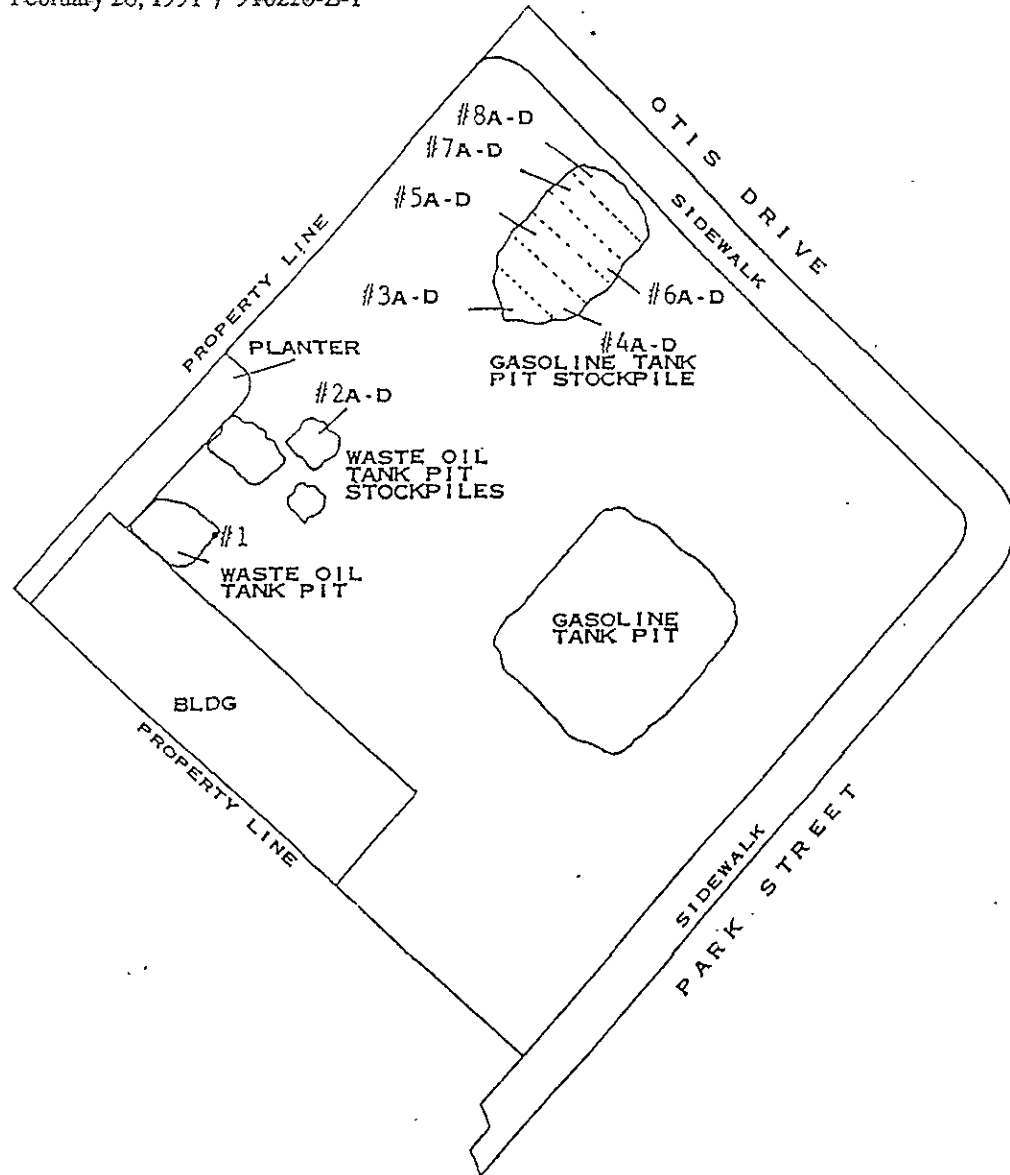 #8A-D
OTIS DRIVE
#7A-D
#5A-D
SIDEWALK
PROPERTY LINE
#3A-D
#6A-D
#4A-D
PLANTER
GASOLINE TANK
PIT STOCKPILE
#2A-D
WASTE OIL
TANK PIT
STOCKPILES
#1
WASTE OIL
TANK PIT
GASOLINE
TANK PIT
BLDG
PROPERTY LINE
SIDEWALK
PARK STREET